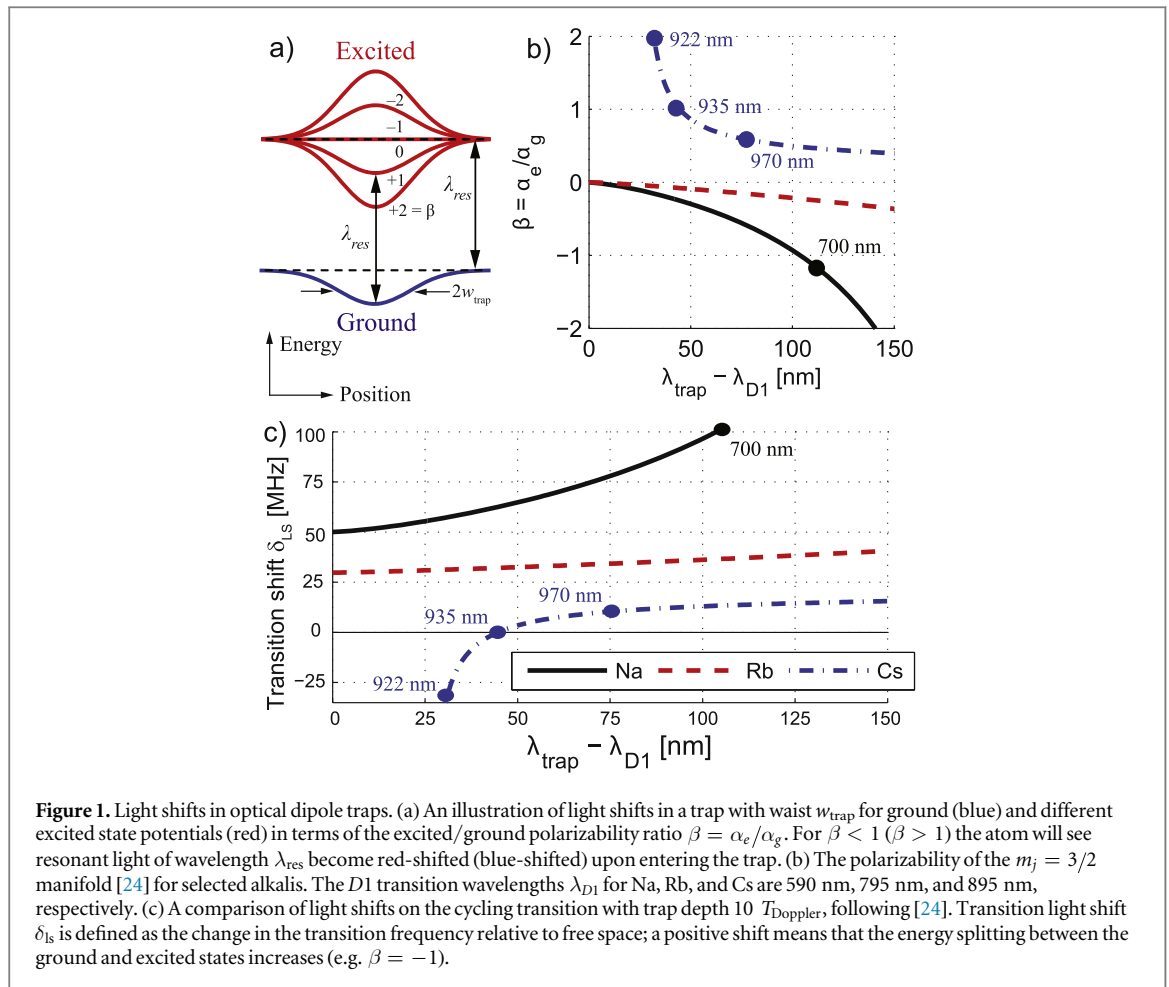 a)
Excited
−2
−1
0
+1
+2 = β
λres
λres
2wtrap
Ground
Energy
Position
b)
2
1
0
−1
−2
β = αe/αg
922 nm
935 nm
970 nm
700 nm
0
50
100
150
λtrap − λD1 [nm]
c)
100
75
50
25
0
−25
Transition shift δLS [MHz]
700 nm
970 nm
935 nm
922 nm
Na
Rb
Cs
0
25
50
75
100
125
150
λtrap − λD1 [nm]
Figure 1. Light shifts in optical dipole traps. (a) An illustration of light shifts in a trap with waist wtrap for ground (blue) and different
excited state potentials (red) in terms of the excited/ground polarizability ratio β = αe/αg. For β < 1 (β > 1) the atom will see
resonant light of wavelength λres become red-shifted (blue-shifted) upon entering the trap. (b) The polarizability of the mj = 3/2
manifold [24] for selected alkalis. The D1 transition wavelengths λD1 for Na, Rb, and Cs are 590 nm, 795 nm, and 895 nm,
respectively. (c) A comparison of light shifts on the cycling transition with trap depth 10 TDoppler, following [24]. Transition light shift
δls is defined as the change in the transition frequency relative to free space; a positive shift means that the energy splitting between the
ground and excited states increases (e.g. β = −1).